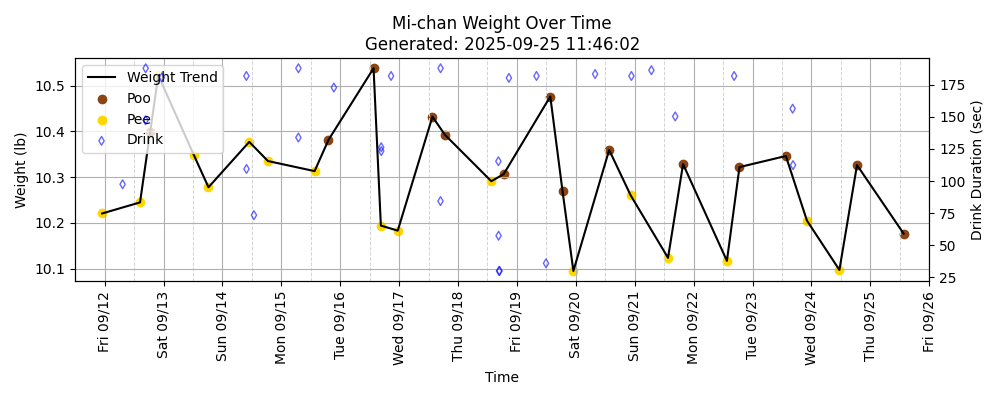 Mi-chan Weight Over Time
Generated: 2025-09-25 11:46:02
Weight (lb)
10.5
10.4
10.3
10.2
10.1
Weight Trend
Poo
Pee
Drink
175
150
125
100
75
50
25
Drink Duration (sec)
Fri 09/12
Sat 09/13
Sun 09/14
Mon 09/15
Tue 09/16
Wed 09/17
Thu 09/18
Fri 09/19
Sat 09/20
Sun 09/21
Mon 09/22
Tue 09/23
Wed 09/24
Thu 09/25
Fri 09/26
Time